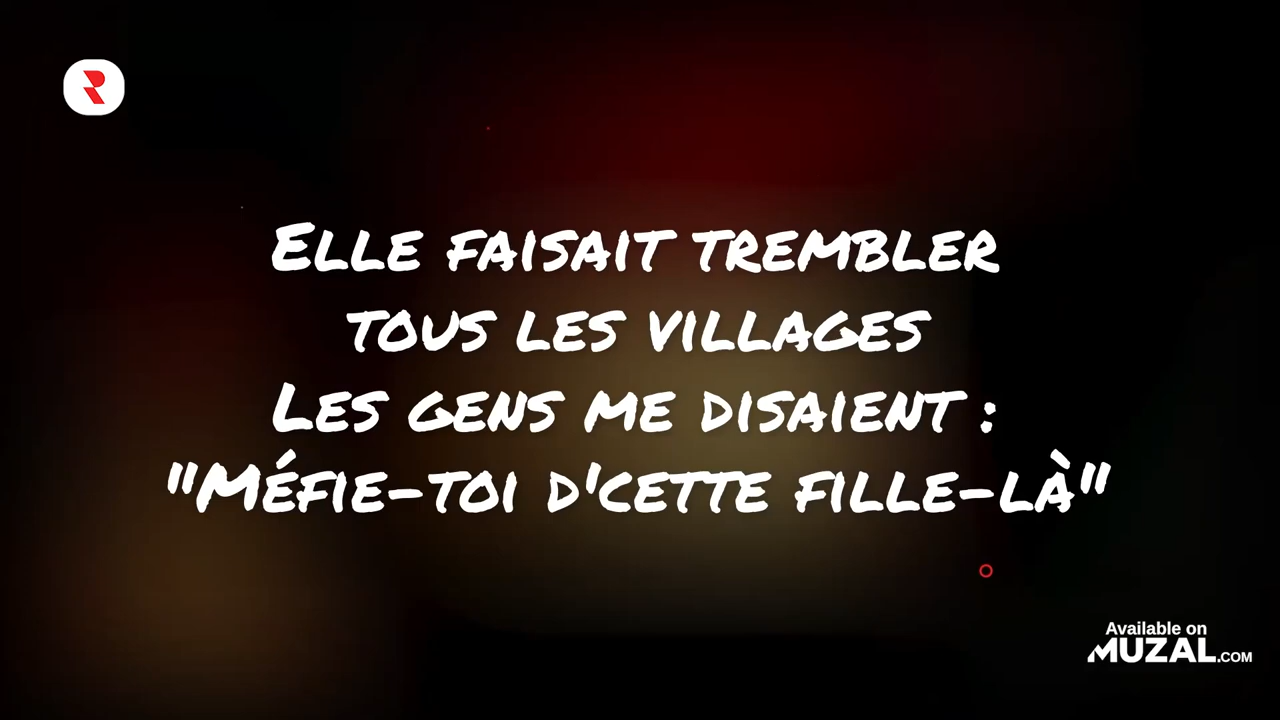 Elle faisait trembler
tous les villages
Les gens me disaient :
"Méfie-toi d'cette fille-là"
Available on
MUZAL.COM